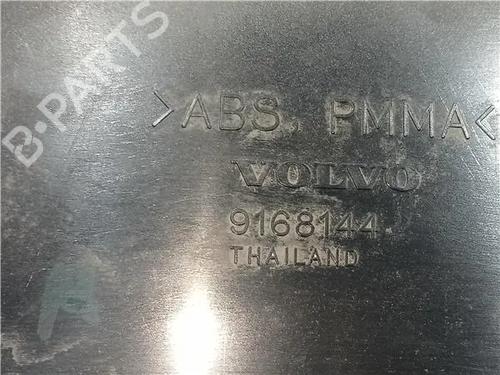 B-PARTS
>ABS, PMMA<
VOLVO
9168144
THAILAND